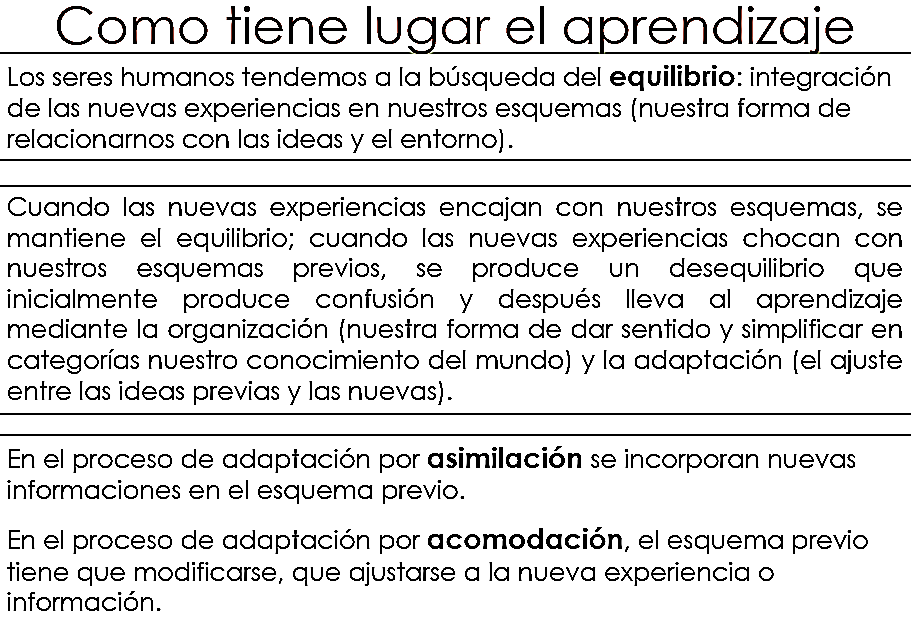 Como tiene lugar el aprendizaje
Los seres humanos tendemos a la búsqueda del equilibrio: integración
de las nuevas experiencias en nuestros esquemas (nuestra forma de
relacionarnos con las ideas y el entorno).
Cuando las nuevas experiencias encajan con nuestros esquemas, se
mantiene el equilibrio; cuando las nuevas experiencias chocan con
nuestros esquemas previos, se produce un desequilibrio que
inicialmente produce confusión y después lleva al aprendizaje
mediante la organización (nuestra forma de dar sentido y simplificar en
categorías nuestro conocimiento del mundo) y la adaptación (el ajuste
entre las ideas previas y las nuevas).
En el proceso de adaptación por asimilación se incorporan nuevas
informaciones en el esquema previo.
En el proceso de adaptación por acomodación, el esquema previo
tiene que modificarse, que ajustarse a la nueva experiencia o
información.